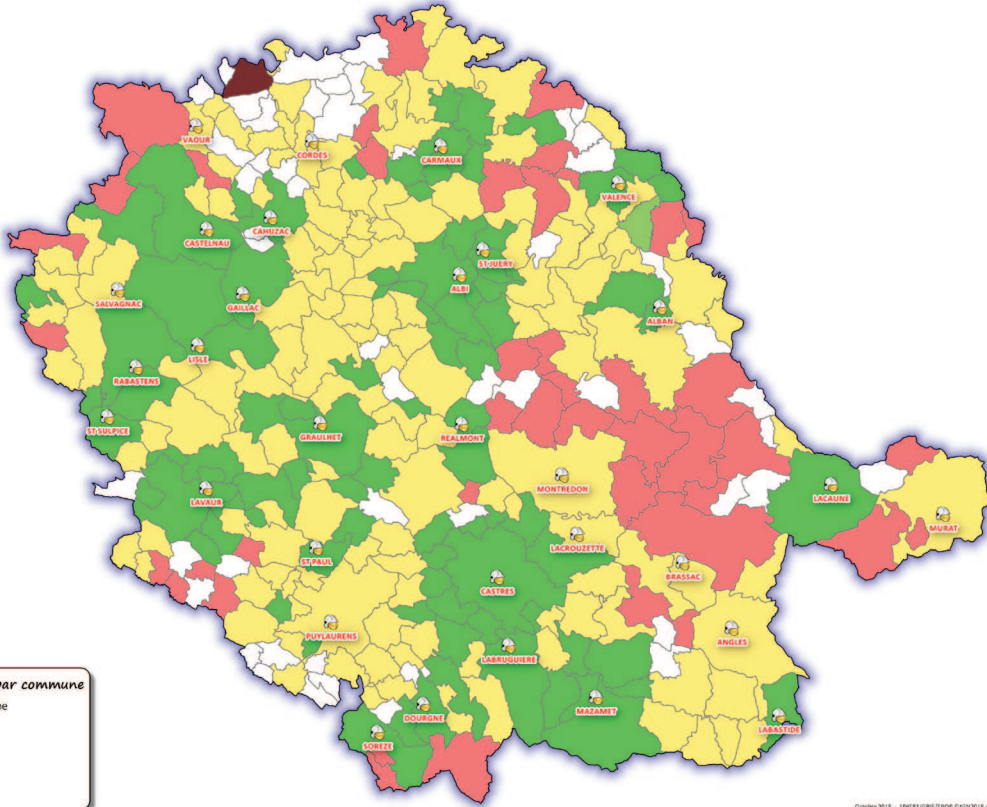 VAOUR
CORDES
CARMAUX
VALENCE
CAHUZAC
CASTELNAU
ST JUERY
ALBI
SALVAGNAC
GAILLAC
ALBAN
LISLE
RABASTENS
ST SULPICE
GRAULHET
REALMONT
MONTREDON
LAVAUR
LACAUNE
MURAT
LACROUZETTE
ST PAUL
BRASSAC
CASTRES
PUYLAURENS
ANGLES
LABRUGUIERE
MAZAMET
DOURGNE
LABASTIDE
SOREZE
par commune